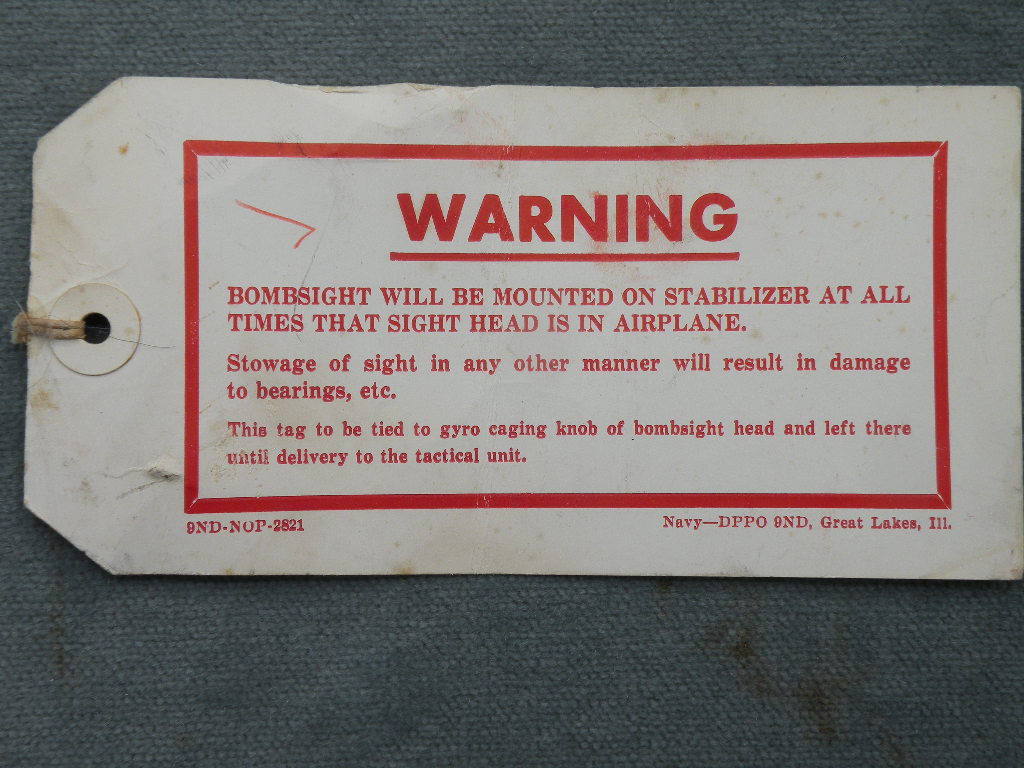 WARNING
BOMBSIGHT WILL BE MOUNTED ON STABILIZER AT ALL
TIMES THAT SIGHT HEAD IS IN AIRPLANE.
Stowage of sight in any other manner will result in damage
to bearings, etc.
This tag to be tied to gyro caging knob of bombsight head and left there
until delivery to the tactical unit.
9ND-NOP-2821
Navy—DPPO 9ND, Great Lakes, Ill.